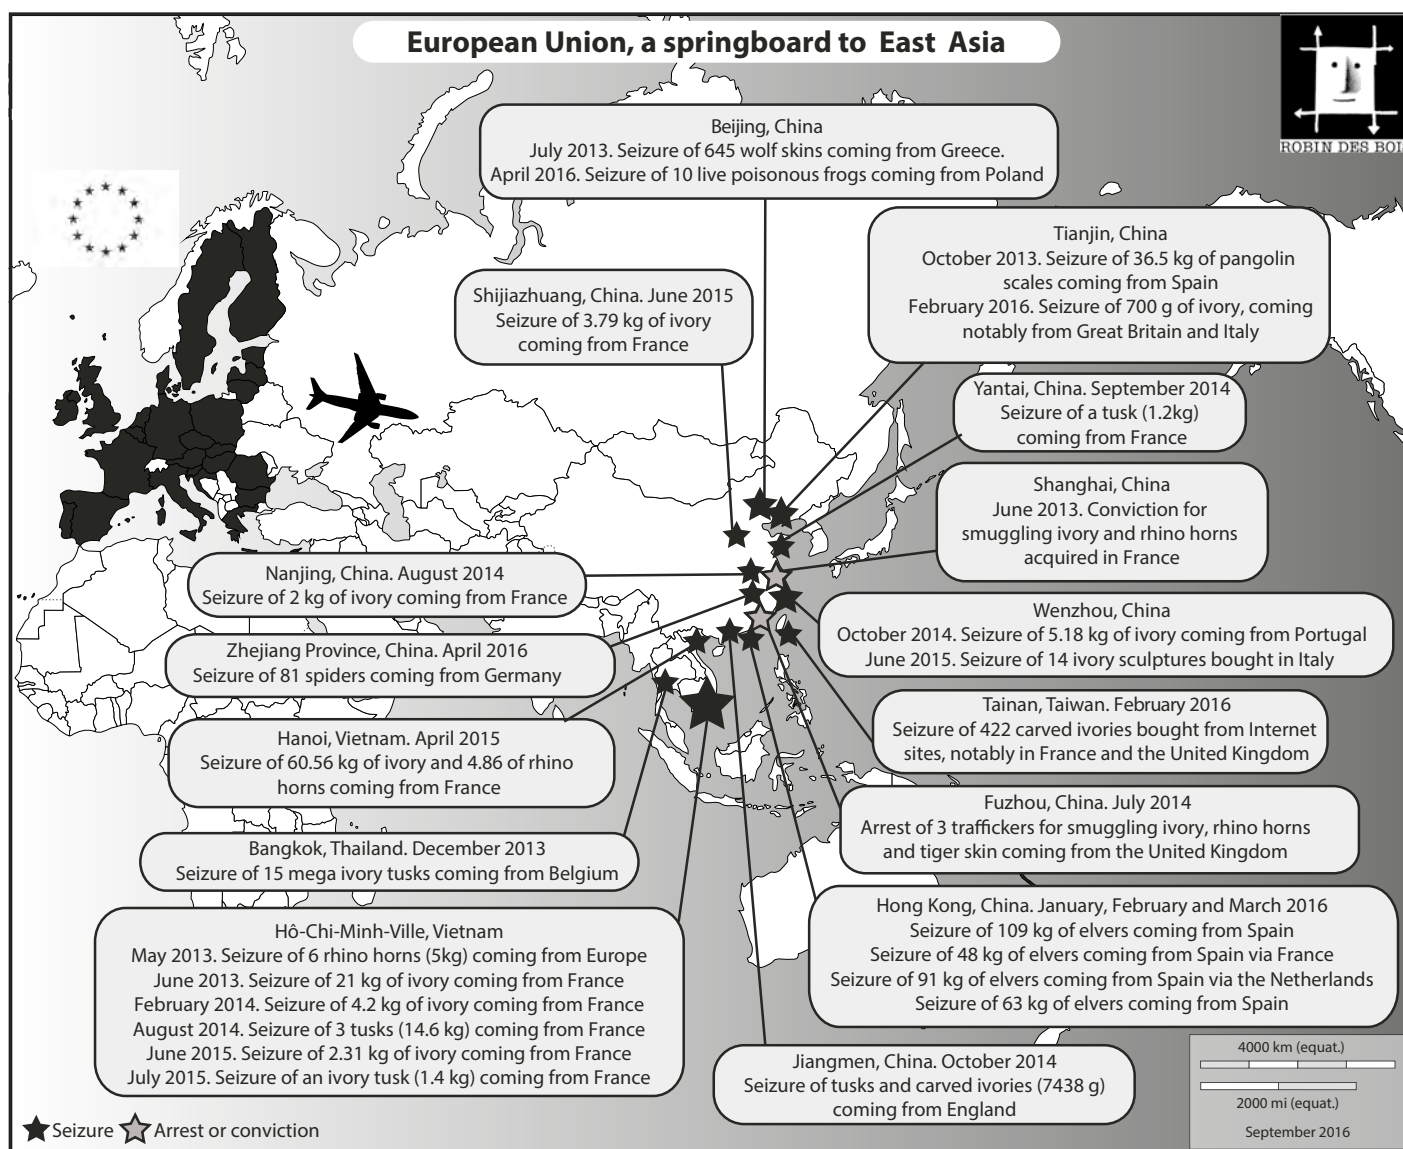 European Union, a springboard to East Asia
ROBIN DES BOI
Beijing, China
July 2013. Seizure of 645 wolf skins coming from Greece.
April 2016. Seizure of 10 live poisonous frogs coming from Poland
Tianjin, China
October 2013. Seizure of 36.5 kg of pangolin
scales coming from Spain
February 2016. Seizure of 700 g of ivory, coming
notably from Great Britain and Italy
Shijiazhuang, China. June 2015
Seizure of 3.79 kg of ivory
coming from France
Yantai, China. September 2014
Seizure of a tusk (1.2kg)
coming from France
Shanghai, China
June 2013. Conviction for
smuggling ivory and rhino horns
acquired in France
Nanjing, China. August 2014
Seizure of 2 kg of ivory coming from France
Wenzhou, China
October 2014. Seizure of 5.18 kg of ivory coming from Portugal
June 2015. Seizure of 14 ivory sculptures bought in Italy
Zhejiang Province, China. April 2016
Seizure of 81 spiders coming from Germany
Tainan, Taiwan. February 2016
Seizure of 422 carved ivories bought from Internet
sites, notably in France and the United Kingdom
Hanoi, Vietnam. April 2015
Seizure of 60.56 kg of ivory and 4.86 of rhino
horns coming from France
Fuzhou, China. July 2014
Arrest of 3 traffickers for smuggling ivory, rhino horns
and tiger skin coming from the United Kingdom
Bangkok, Thailand. December 2013
Seizure of 15 mega ivory tusks coming from Belgium
Hong Kong, China. January, February and March 2016
Seizure of 109 kg of elvers coming from Spain
Seizure of 48 kg of elvers coming from Spain via France
Seizure of 91 kg of elvers coming from Spain via the Netherlands
Seizure of 63 kg of elvers coming from Spain
Hô-Chi-Minh-Ville, Vietnam
May 2013. Seizure of 6 rhino horns (5kg) coming from Europe
June 2013. Seizure of 21 kg of ivory coming from France
February 2014. Seizure of 4.2 kg of ivory coming from France
August 2014. Seizure of 3 tusks (14.6 kg) coming from France
June 2015. Seizure of 2.31 kg of ivory coming from France
July 2015. Seizure of an ivory tusk (1.4 kg) coming from France
Jiangmen, China. October 2014
Seizure of tusks and carved ivories (7438 g)
coming from England
4000 km (equat.)
2000 mi (equat.)
September 2016
Seizure
Arrest or conviction